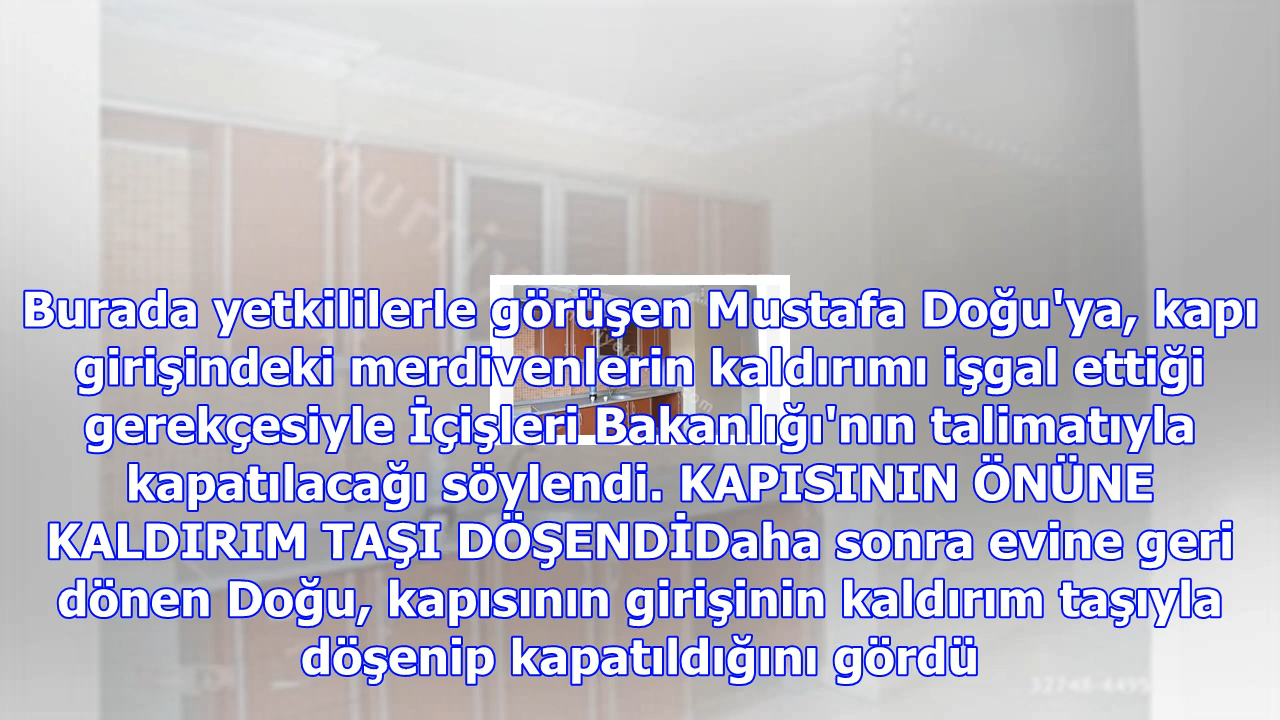 Burada yetkililerle görüşen Mustafa Doğu'ya, kapı
girişindeki merdivenlerin kaldırımı işgal ettiği
gerekçesiyle İçişleri Bakanlığı'nın talimatıyla
kapatılacağı söylendi. KAPISININ ÖNÜNE
KALDIRIM TAŞI DÖŞENDİDaha sonra evine geri
dönen Doğu, kapısının girişinin kaldırım taşıyla
döşenip kapatıldığını gördü